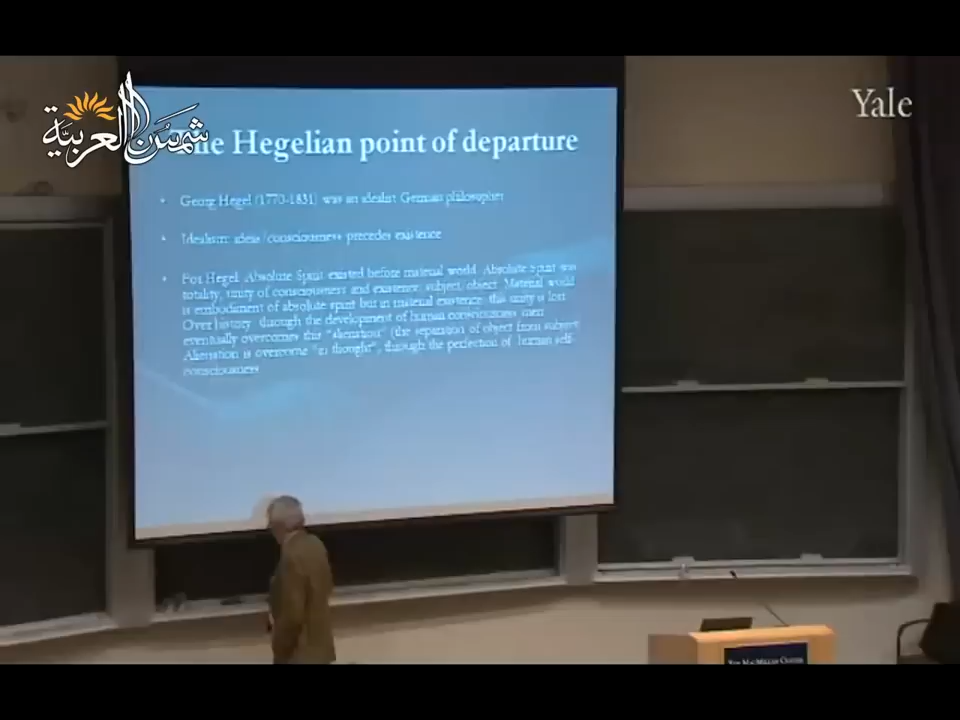 شمس العربية
Yale
The Hegelian point of departure
• Georg Hegel (1770-1831) was an idealist German philosopher
• Idealism: ideas/consciousness precedes existence
• For Hegel Absolute Spirit existed before material world. Absolute Spirit was
totality, unity of consciousness and existence, subject, object. Material world
is embodiment of absolute spirit but in material existence this unity is lost
Over history through the development of human consciousness men
eventually overcomes this "alienation" (the separation of object from subject
Alienation is overcome "in thought", through the perfection of human self-
consciousness
The MacMillan Center